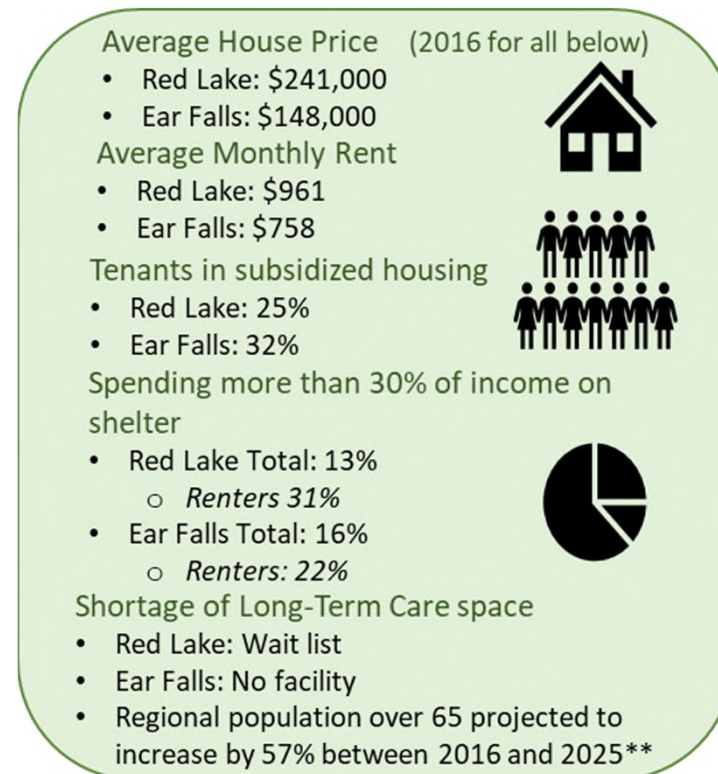 Average House Price (2016 for all below)
• Red Lake: $241,000
• Ear Falls: $148,000
Average Monthly Rent
• Red Lake: $961
• Ear Falls: $758
Tenants in subsidized housing
• Red Lake: 25%
• Ear Falls: 32%
Spending more than 30% of income on
shelter
• Red Lake Total: 13%
o Renters 31%
• Ear Falls Total: 16%
o Renters: 22%
Shortage of Long-Term Care space
• Red Lake: Wait list
• Ear Falls: No facility
• Regional population over 65 projected to
increase by 57% between 2016 and 2025**